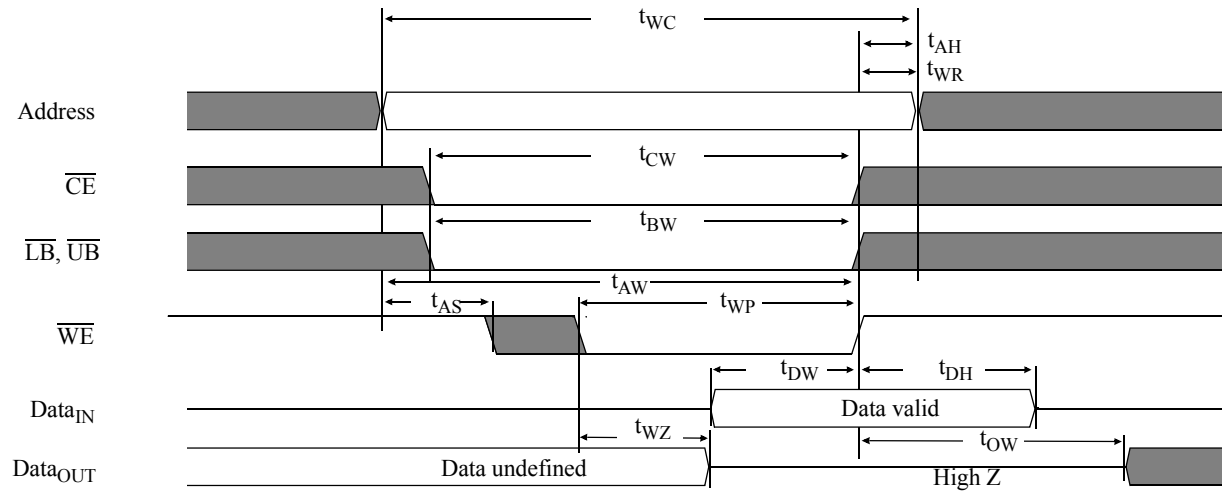 tWC
tAH
tWR
Address
tCW
CE
tBW
LB, UB
tAW
tAS
tWP
WE
tDW
tDH
DataIN
Data valid
tWZ
tOW
DataOUT
Data undefined
High Z